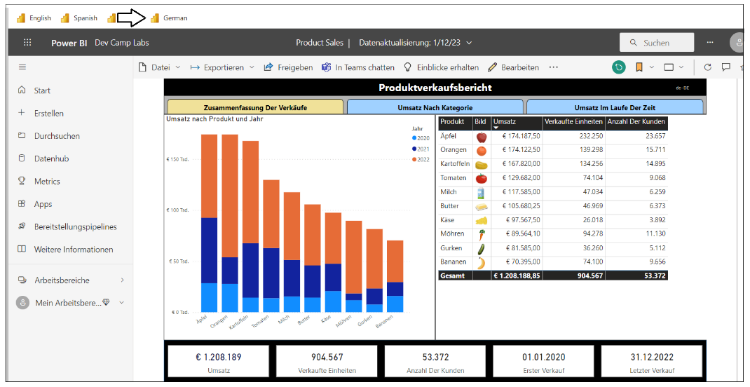 English Spanish German
Power BI Dev Camp Labs Product Sales | Datenaktualisierung: 1/12/23 Suchen
Datei Exportieren Freigeben In Teams chatten Einblicke erhalten Bearbeiten
Start
Erstellen
Durchsuchen
Datenhub
Metrics
Apps
Bereitstellungspipelines
Weitere Informationen
Arbeitsbereiche
Mein Arbeitsbere...
Produktverkaufsbericht
Zusammenfassung Der Verkäufe Umsatz Nach Kategorie Umsatz Im Laufe Der Zeit
Umsatz nach Produkt und Jahr
Jahr
2020
2021
2022
€ 150 Tsd.
€ 100 Tsd.
€ 50 Tsd.
€ 0 Tsd.
Äpfel Orangen Kartoffeln Tomaten Milch Butter Käse Möhren Gurken Bananen
Produkt Bild Umsatz Verkaufte Einheiten Anzahl Der Kunden
Äpfel € 174.187,50 232.250 23.657
Orangen € 174.122,50 139.298 15.711
Kartoffeln € 167.820,00 134.256 14.895
Tomaten € 129.682,00 74.104 9.068
Milch € 117.585,00 47.034 6.259
Butter € 105.680,25 46.969 6.373
Käse € 97.567,50 26.018 3.892
Möhren € 89.564,10 94.278 11.130
Gurken € 81.585,00 36.260 5.112
Bananen € 70.395,00 74.100 9.656
Gesamt € 1.208.188,85 904.567 53.372
€ 1.208.189 904.567 53.372 01.01.2020 31.12.2022
Umsatz Verkaufte Einheiten Anzahl Der Kunden Erster Verkauf Letzter Verkauf